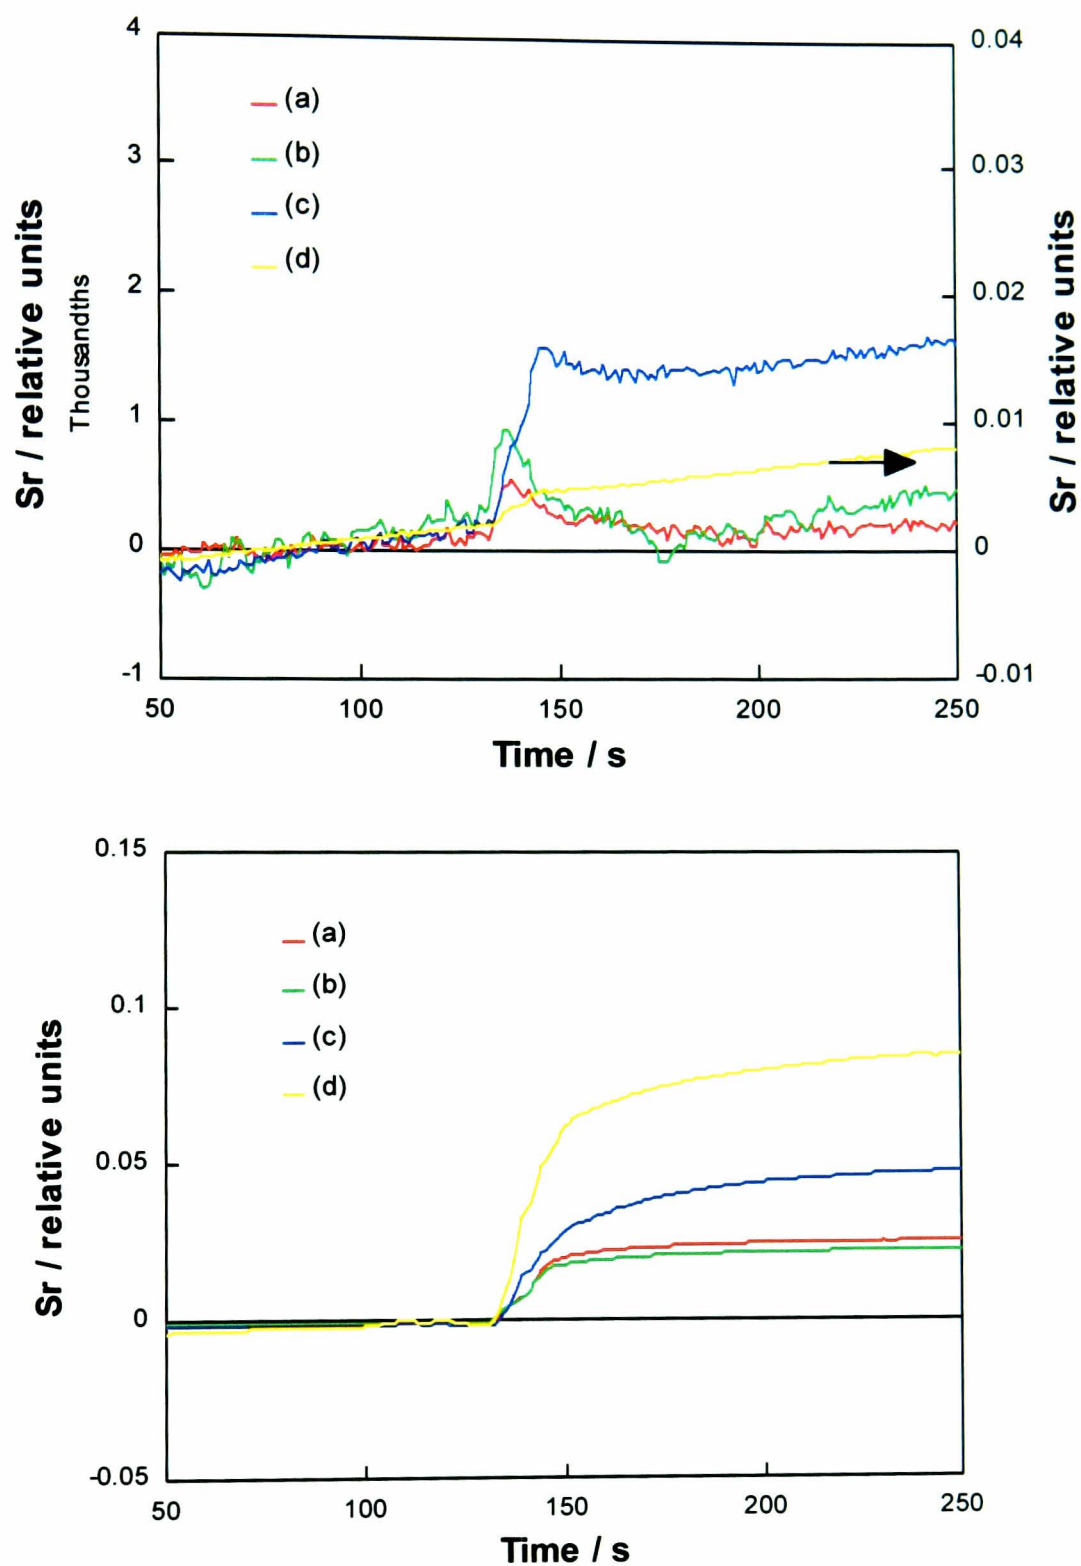 4
3
2
1
0
-1
Sr / relative units
Thousandths
(a)
(b)
(c)
(d)
0.04
0.03
0.02
0.01
0
-0.01
Sr / relative units
50 100 150 200 250
Time / s
0.15
0.1
0.05
0
-0.05
Sr / relative units
(a)
(b)
(c)
(d)
50 100 150 200 250
Time / s